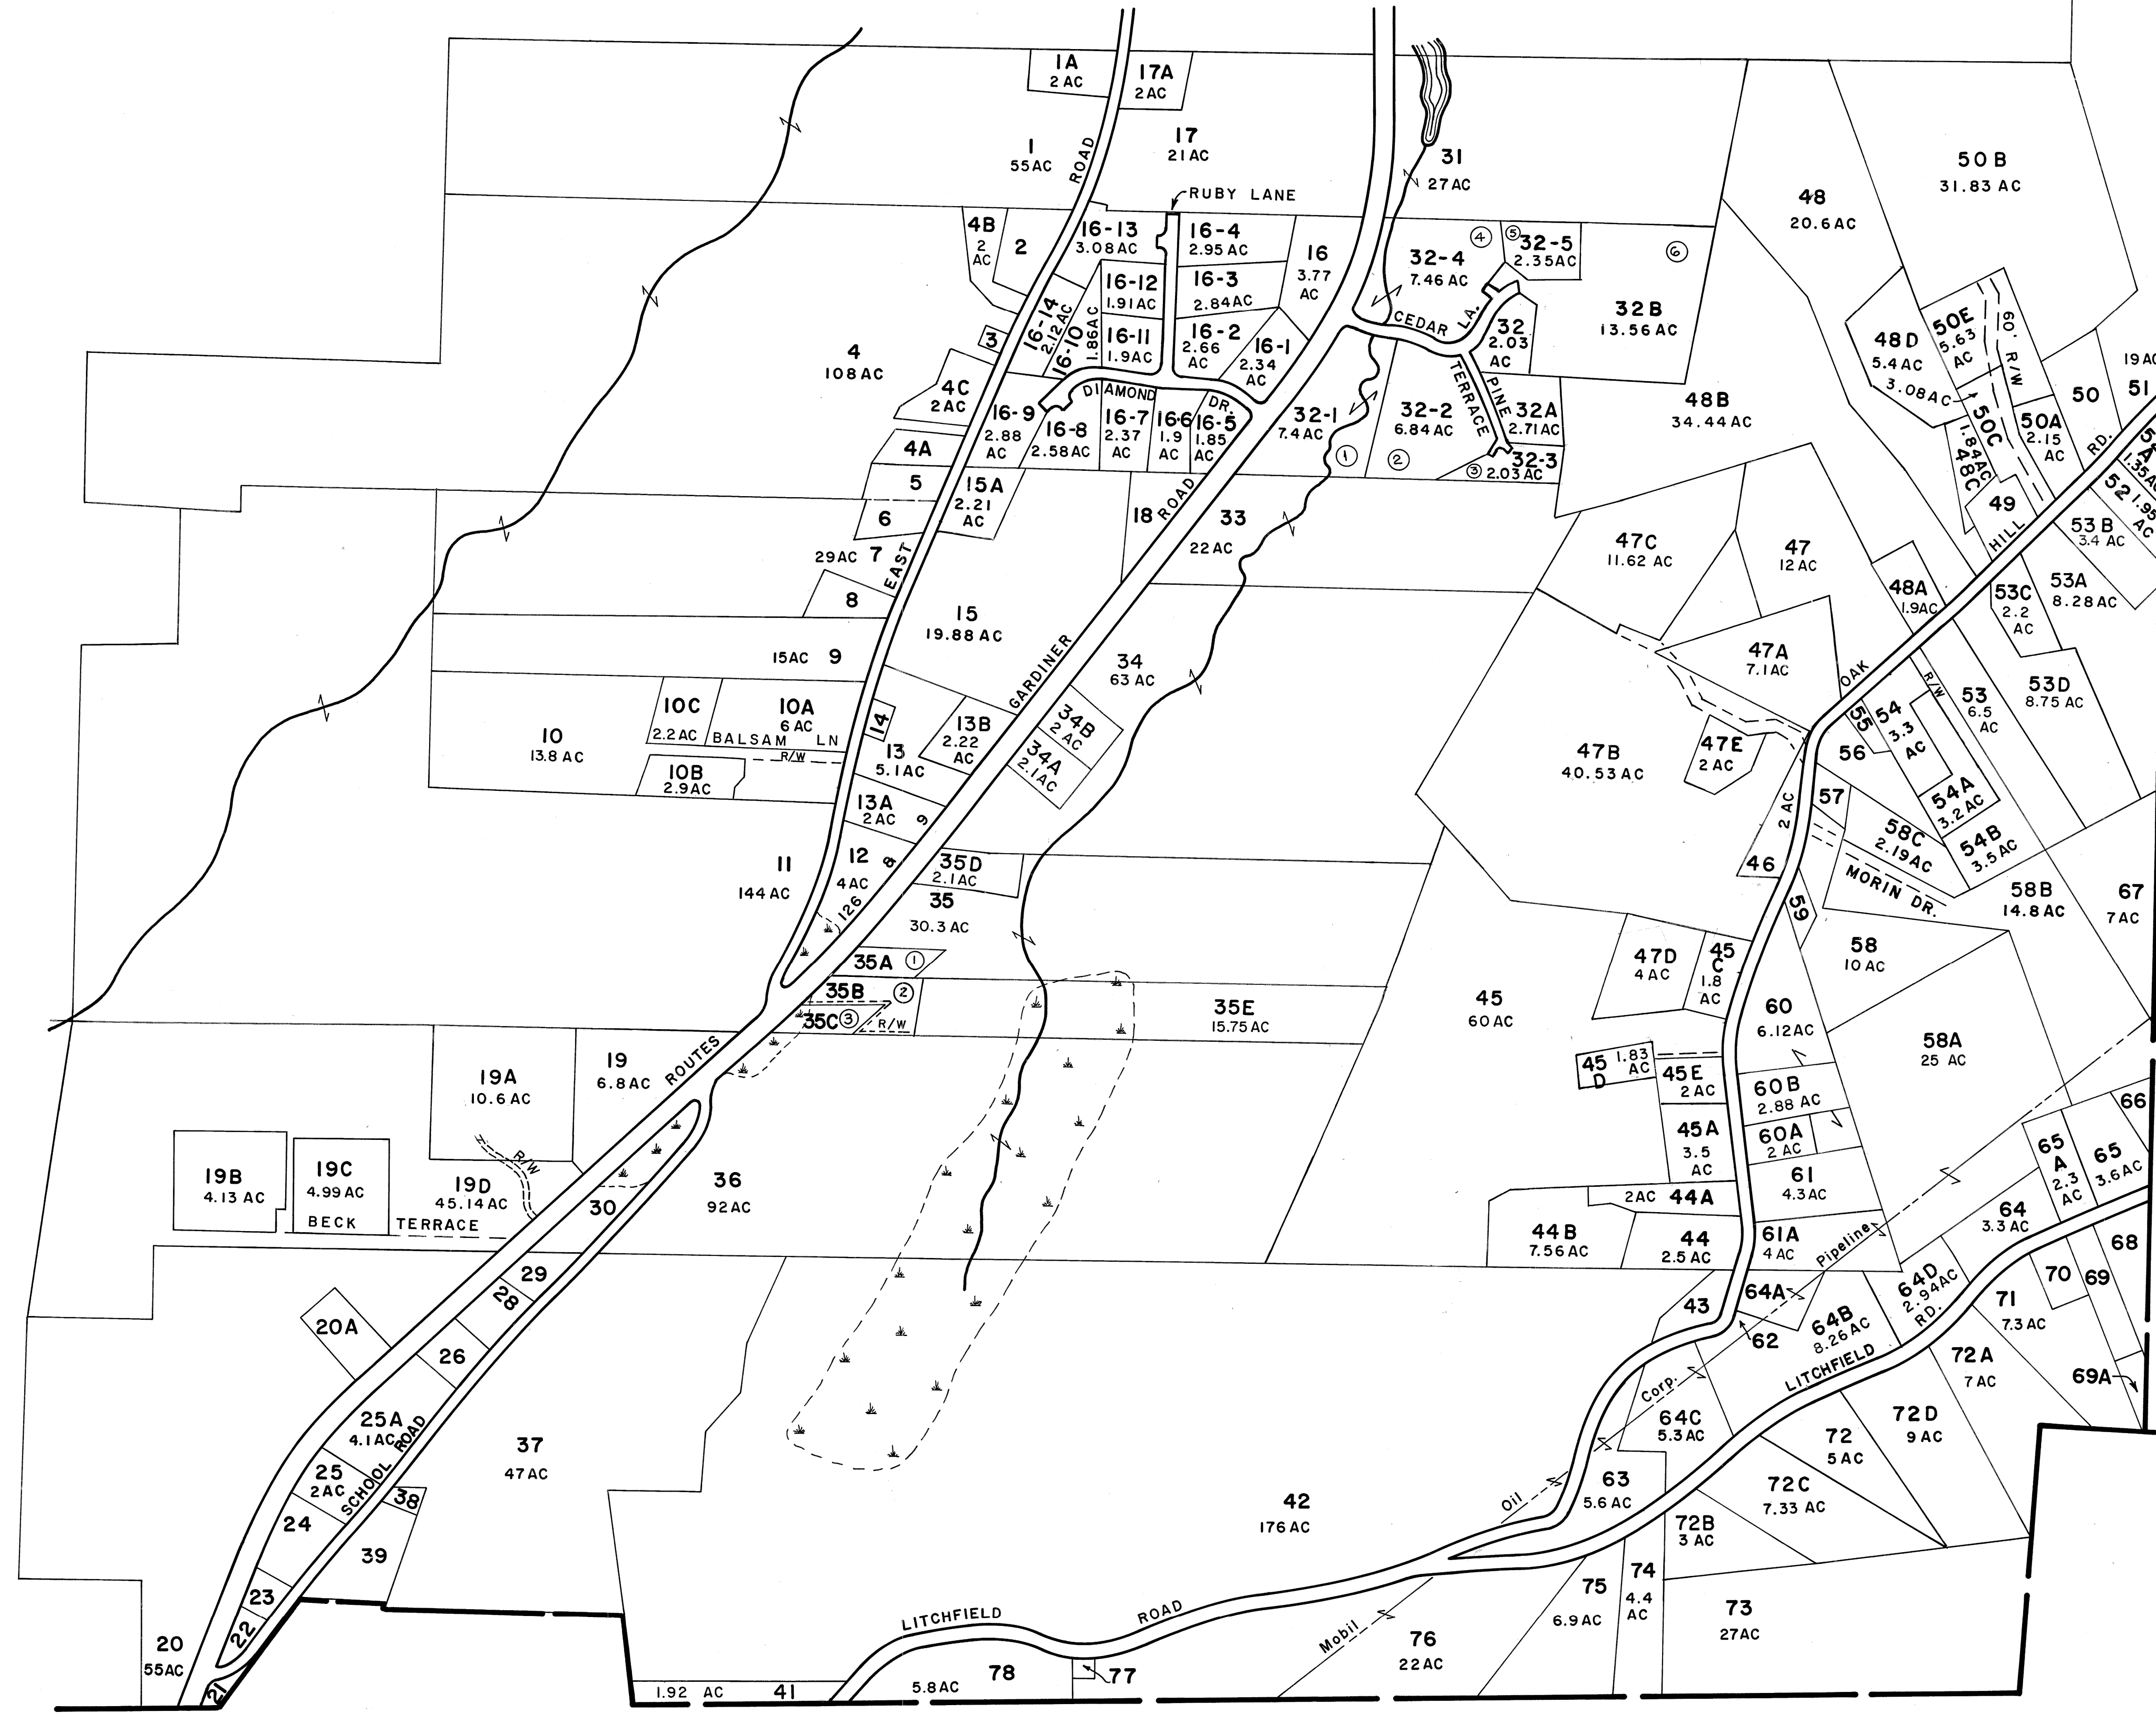 1A
2 AC
17A
2 AC
1
55AC
ROAD
17
21 AC
31
27 AC
RUBY LANE
48
20.6 AC
50 B
31.83 AC
4B
2
AC
2
16-13
3.08 AC
16-4
2.95 AC
16
3.77
AC
32-4
7.46 AC
4
5
32-5
2.35AC
6
32B
13.56 AC
16-12
1.91 AC
16-3
2.84 AC
16-14
2.12 AC
16-10
1.86 AC
16-11
1.9 AC
16-2
2.66
AC
16-1
2.34
AC
CEDAR LA.
32
2.03
AC
48 D
5.4 AC
3.08 AC
50E
5.63
AC
60' R/W
3
4
108 AC
4C
2 AC
16-9
2.88
AC
DIAMOND DR.
16-8
2.58 AC
16-7
2.37
AC
16-6
1.9
AC
16-5
1.85
AC
32-1
7.4 AC
1
32-2
6.84 AC
2
TERRACE
PINE
32A
2.71 AC
32-3
3
2.03 AC
48B
34.44 AC
50C
1.84 AC
48C
50A
2.15
AC
50
19 AC
51
RD.
4A
5
6
15A
2.21
AC
18
ROAD
33
22 AC
49
HILL
1.35AC
52
1.95
AC
53 B
3.4 AC
29AC 7
EAST
8
47C
11.62 AC
47
12 AC
48A
1.9AC
53C
2.2
AC
53A
8.28 AC
15
19.88 AC
15AC 9
GARDINER
34
63 AC
47A
7.1 AC
OAK
R/W
53
6.5
AC
53D
8.75 AC
10C
2.2 AC
10A
6 AC
BALSAM LN
R/W
10
13.8 AC
10B
2.9AC
14
13
5.1 AC
13B
2.22
AC
34B
2 AC
34A
2.1 AC
47B
40.53 AC
47E
2 AC
55
54
3.3
AC
56
54A
3.2 AC
54B
3.5 AC
13A
2 AC
9
57
2 AC
58C
2.19 AC
11
144 AC
12
4 AC
8
126
35D
2.1 AC
35
30.3 AC
46
59
MORIN DR.
58B
14.8 AC
67
7 AC
35A
1
35B
2
35C
3
R/W
35E
15.75 AC
45
60 AC
47D
4 AC
45
C
1.8
AC
58
10 AC
60
6.12 AC
58A
25 AC
ROUTES
19A
10.6 AC
19
6.8 AC
45
D
1.83
AC
45 E
2 AC
60B
2.88 AC
60A
2 AC
45A
3.5
AC
61
4.3 AC
65
A
2.3
AC
65
3.6 AC
66
19B
4.13 AC
19C
4.99 AC
BECK TERRACE
19D
45.14 AC
R/W
30
36
92 AC
2AC 44A
44B
7.56 AC
44
2.5 AC
61A
4 AC
Pipeline
64
3.3 AC
68
29
28
43
64A
62
64B
8.26 AC
64D
2.94 AC
RD.
71
7.3 AC
70
69
20A
26
72A
7 AC
69A
LITCHFIELD
Corp.
25A
4.1 AC
ROAD
64C
5.3 AC
72D
9 AC
72
5 AC
25
2 AC
SCHOOL
38
37
47 AC
42
176 AC
Oil
63
5.6 AC
72C
7.33 AC
24
39
72B
3 AC
23
22
74
4.4
AC
75
6.9 AC
73
27AC
20
55 AC
21
LITCHFIELD ROAD
Mobil
76
22 AC
1.92 AC 41
5.8 AC
78
77